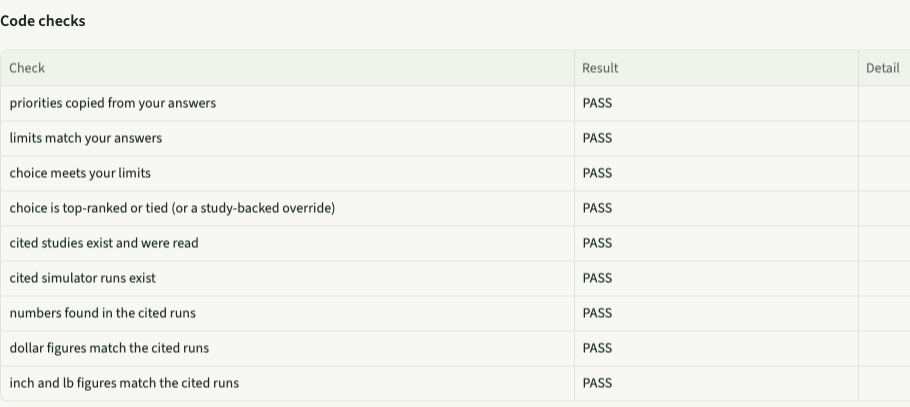 Code checks
Check Result Detail
priorities copied from your answers PASS
limits match your answers PASS
choice meets your limits PASS
choice is top-ranked or tied (or a study-backed override) PASS
cited studies exist and were read PASS
cited simulator runs exist PASS
numbers found in the cited runs PASS
dollar figures match the cited runs PASS
inch and lb figures match the cited runs PASS